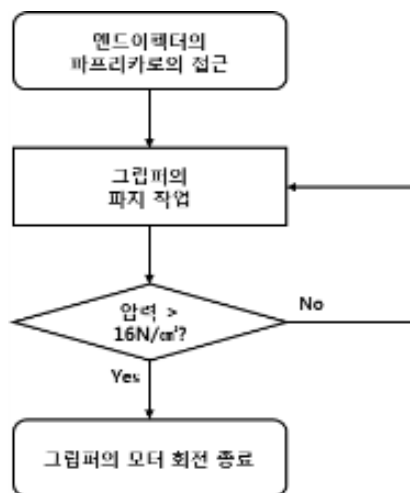 엔드이펙터의
파프리카로의 접근
그립퍼의
파지 작업
압력 >
16N/㎠?
No
Yes
그립퍼의 모터 회전 종료